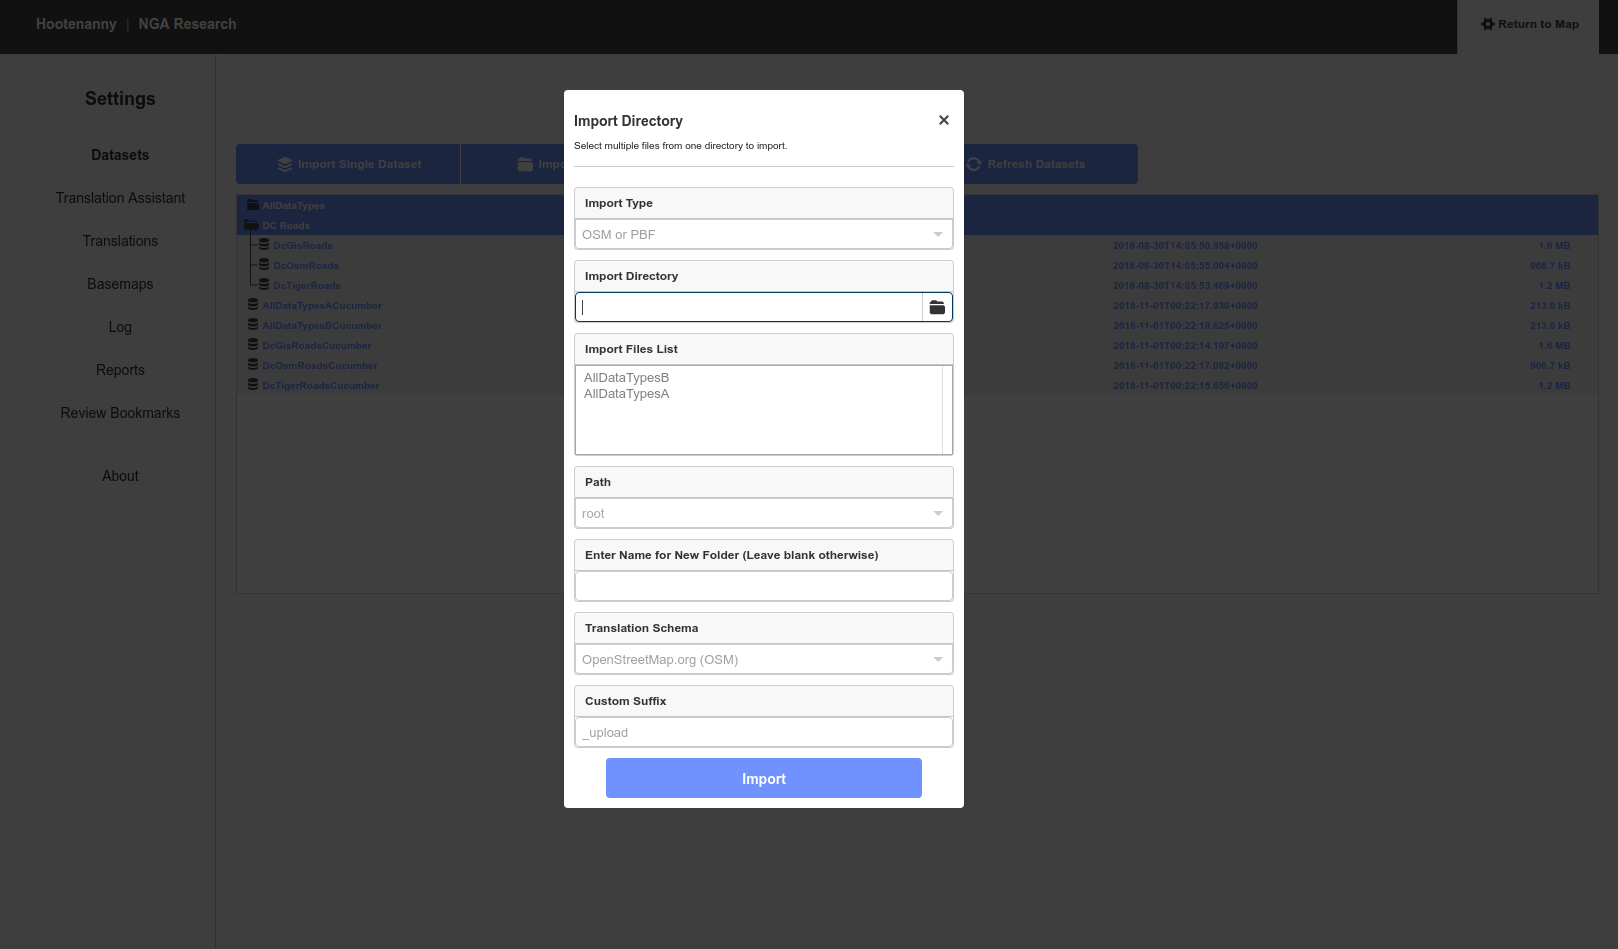 Hootenanny | NGA Research
Return to Map
Settings
Datasets
Translation Assistant
Translations
Basemaps
Log
Reports
Review Bookmarks
About
Import Single Dataset
Refresh Datasets
AllDataTypes
DC Roads
DcGisRoads 2016-08-30T14:05:50.958+0000 1.6 MB
DcOsmRoads 2016-08-30T14:05:55.004+0000 966.7 kB
DcTigerRoads 2016-08-30T14:05:53.469+0000 1.2 MB
AllDataTypesACucumber 2016-11-01T00:22:17.930+0000 213.0 kB
AllDataTypesBCucumber 2016-11-01T00:22:18.625+0000 213.0 kB
DcGisRoadsCucumber 2016-11-01T00:22:14.197+0000 1.6 MB
DcOsmRoadsCucumber 2016-11-01T00:22:17.082+0000 966.7 kB
DcTigerRoadsCucumber 2016-11-01T00:22:15.656+0000 1.2 MB
Import Directory
×
Select multiple files from one directory to import.
Import Type
OSM or PBF
Import Directory
Import Files List
AllDataTypesB
AllDataTypesA
Path
root
Enter Name for New Folder (Leave blank otherwise)
Translation Schema
OpenStreetMap.org (OSM)
Custom Suffix
_upload
Import